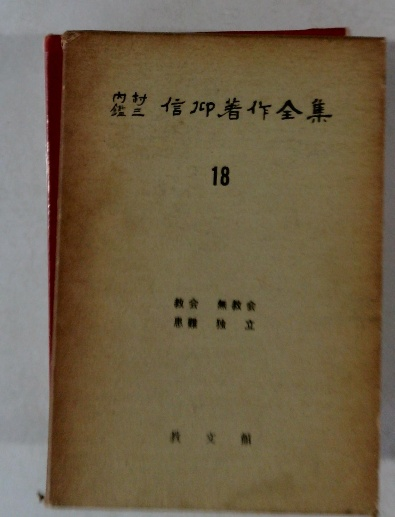 内村鑑三 信仰著作全集
18
教会 無教会
患難 独立
教文館